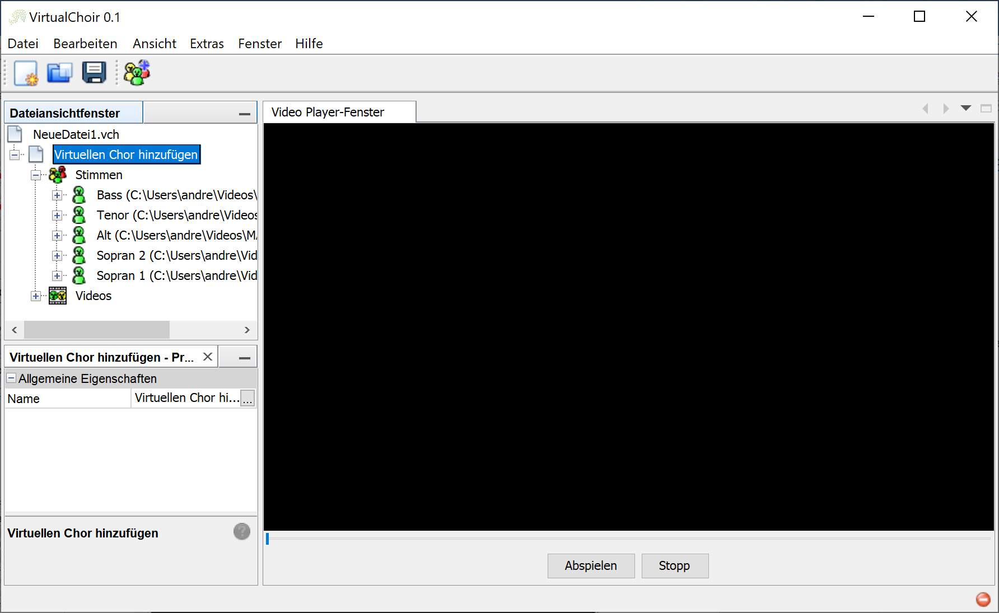 VirtualChoir 0.1
Datei Bearbeiten Ansicht Extras Fenster Hilfe
Dateiansichtfenster
Video Player-Fenster
NeueDatei1.vch
Virtuellen Chor hinzufügen
Stimmen
Bass (C:\Users\andre\Videos\
Tenor (C:\Users\andre\Videos
Alt (C:\Users\andre\Videos\MA
Sopran 2 (C:\Users\andre\Vid
Sopran 1 (C:\Users\andre\Vid
Videos
Virtuellen Chor hinzufügen - Pr...
Allgemeine Eigenschaften
Name Virtuellen Chor hi... ...
Virtuellen Chor hinzufügen
Abspielen Stopp